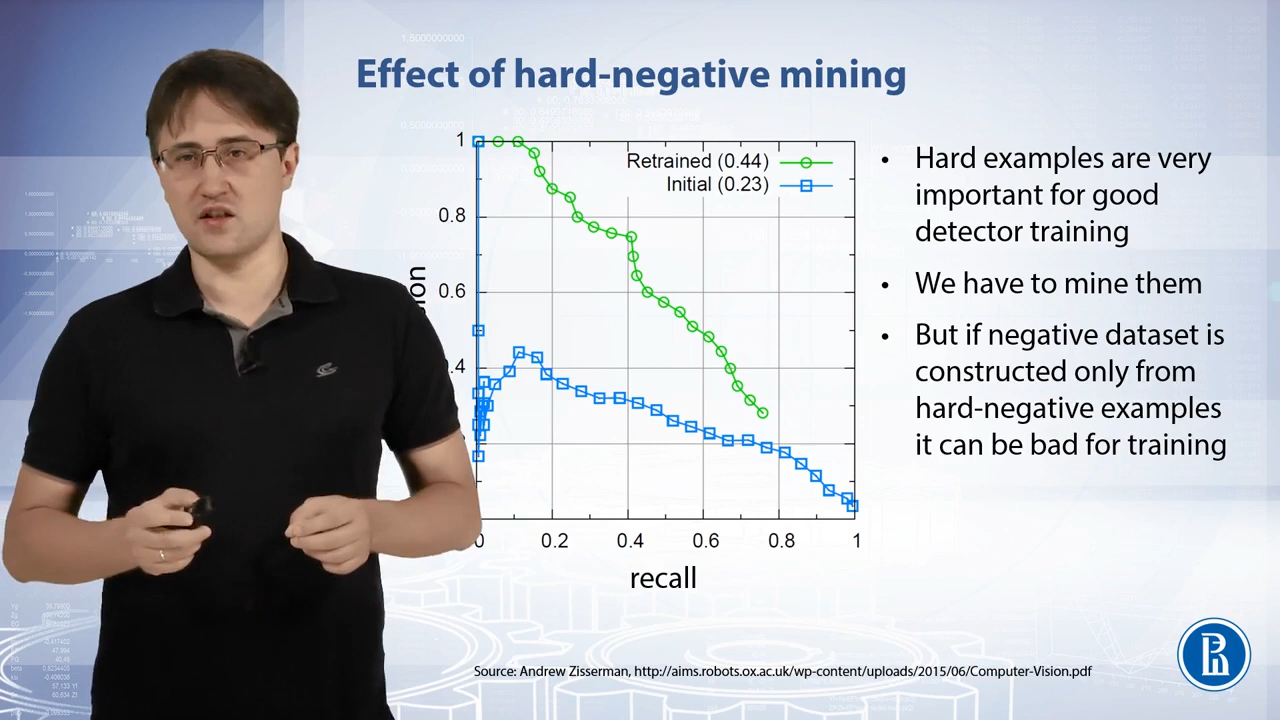 Effect of hard-negative mining
1
0.8
0.6
.4
Retrained (0.44)
Initial (0.23)
0
0.2
0.4
0.6
0.8
1
recall
• Hard examples are very
important for good
detector training
• We have to mine them
• But if negative dataset is
constructed only from
hard-negative examples
it can be bad for training
Source: Andrew Zisserman, http://aims.robots.ox.ac.uk/wp-content/uploads/2015/06/Computer-Vision.pdf